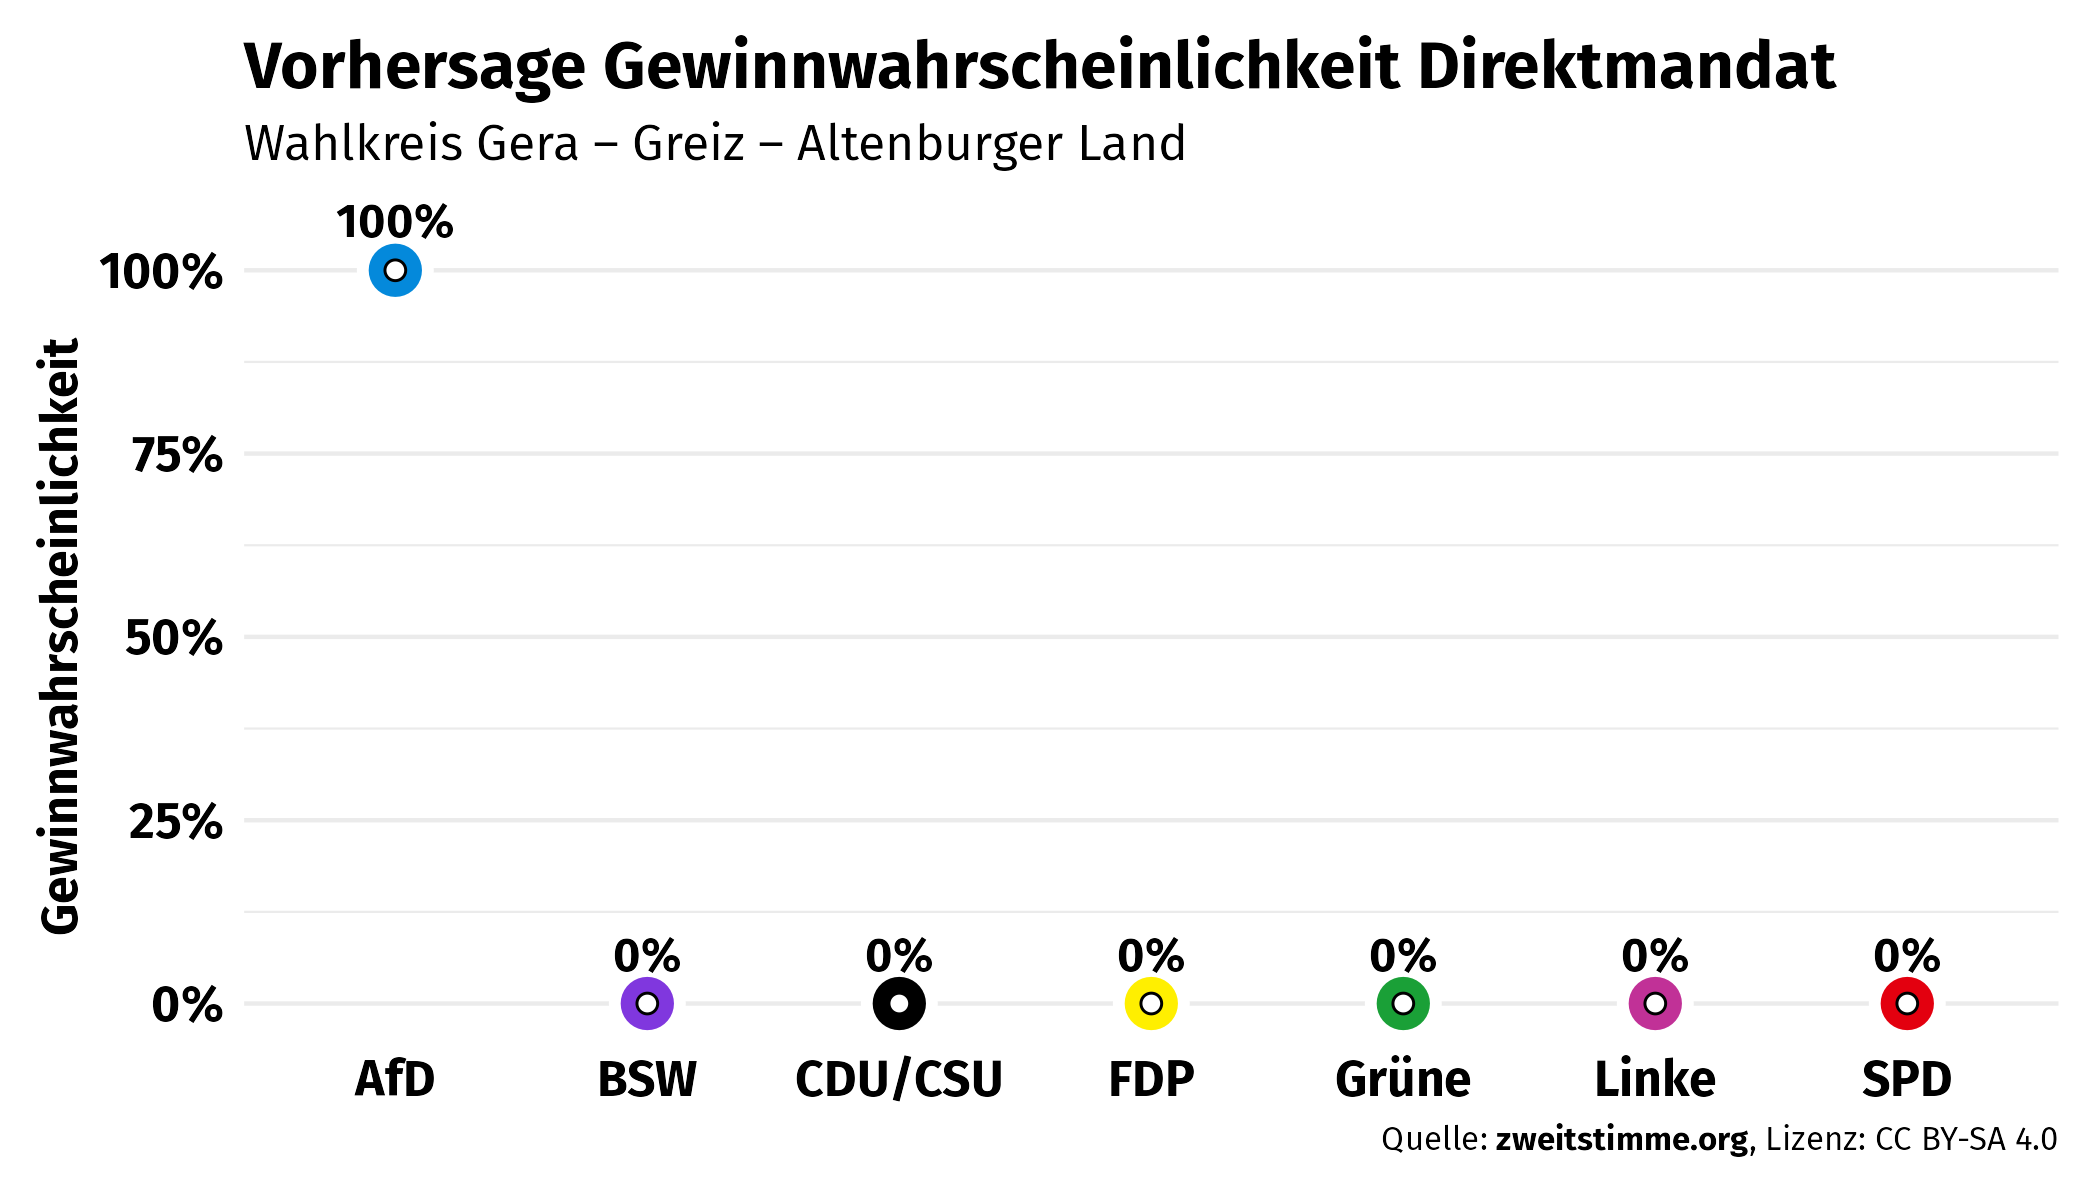 Vorhersage Gewinnwahrscheinlichkeit Direktmandat
Wahlkreis Gera – Greiz – Altenburger Land
Gewinnwahrscheinlichkeit
100%
75%
50%
25%
0%
100%
0%
0%
0%
0%
0%
0%
AfD
BSW
CDU/CSU
FDP
Grüne
Linke
SPD
Quelle: zweitstimme.org, Lizenz: CC BY-SA 4.0